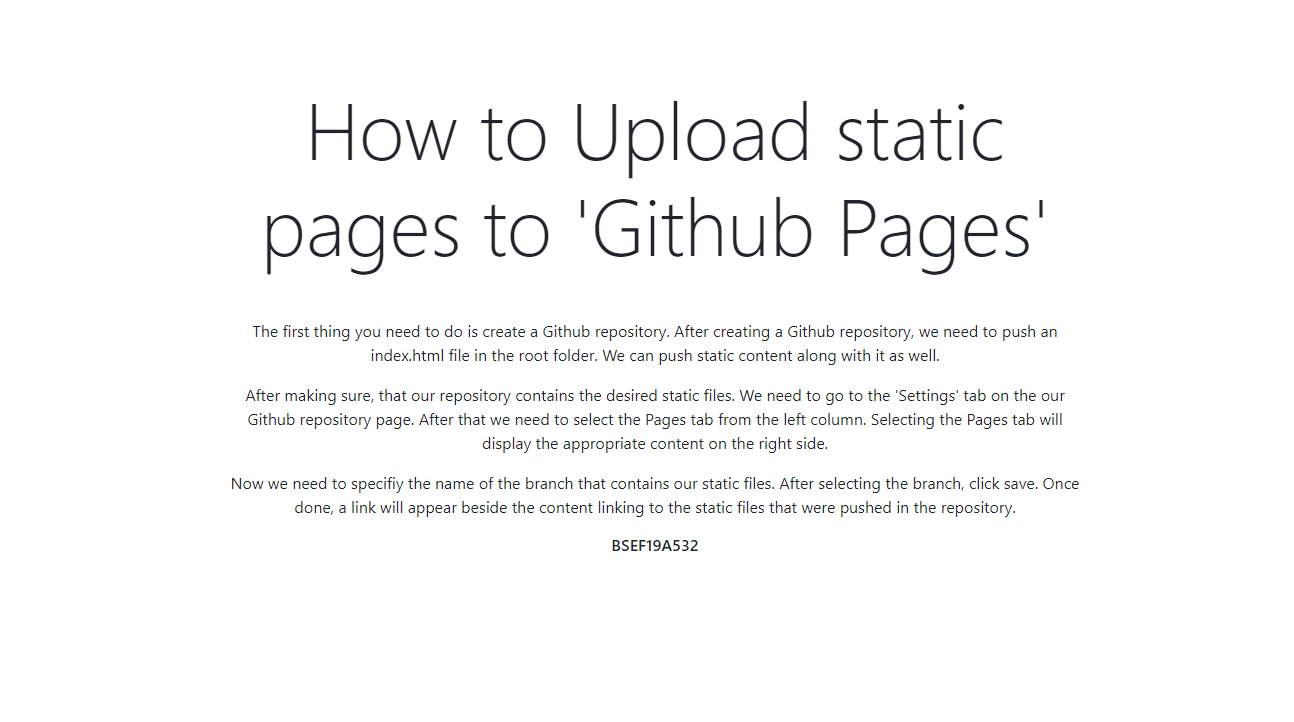 How to Upload static
pages to 'Github Pages'
The first thing you need to do is create a Github repository. After creating a Github repository, we need to push an
index.html file in the root folder. We can push static content along with it as well.
After making sure, that our repository contains the desired static files. We need to go to the 'Settings' tab on the our
Github repository page. After that we need to select the Pages tab from the left column. Selecting the Pages tab will
display the appropriate content on the right side.
Now we need to specifiy the name of the branch that contains our static files. After selecting the branch, click save. Once
done, a link will appear beside the content linking to the static files that were pushed in the repository.
BSEF19A532